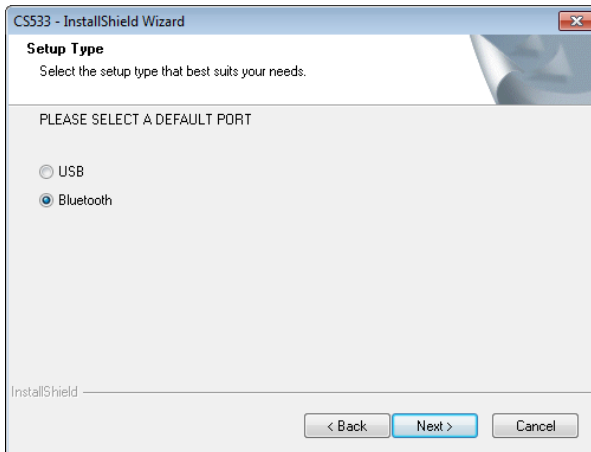 CS533 - InstallShield Wizard
Setup Type
Select the setup type that best suits your needs.
PLEASE SELECT A DEFAULT PORT
USB
Bluetooth
InstallShield
< Back Next > Cancel